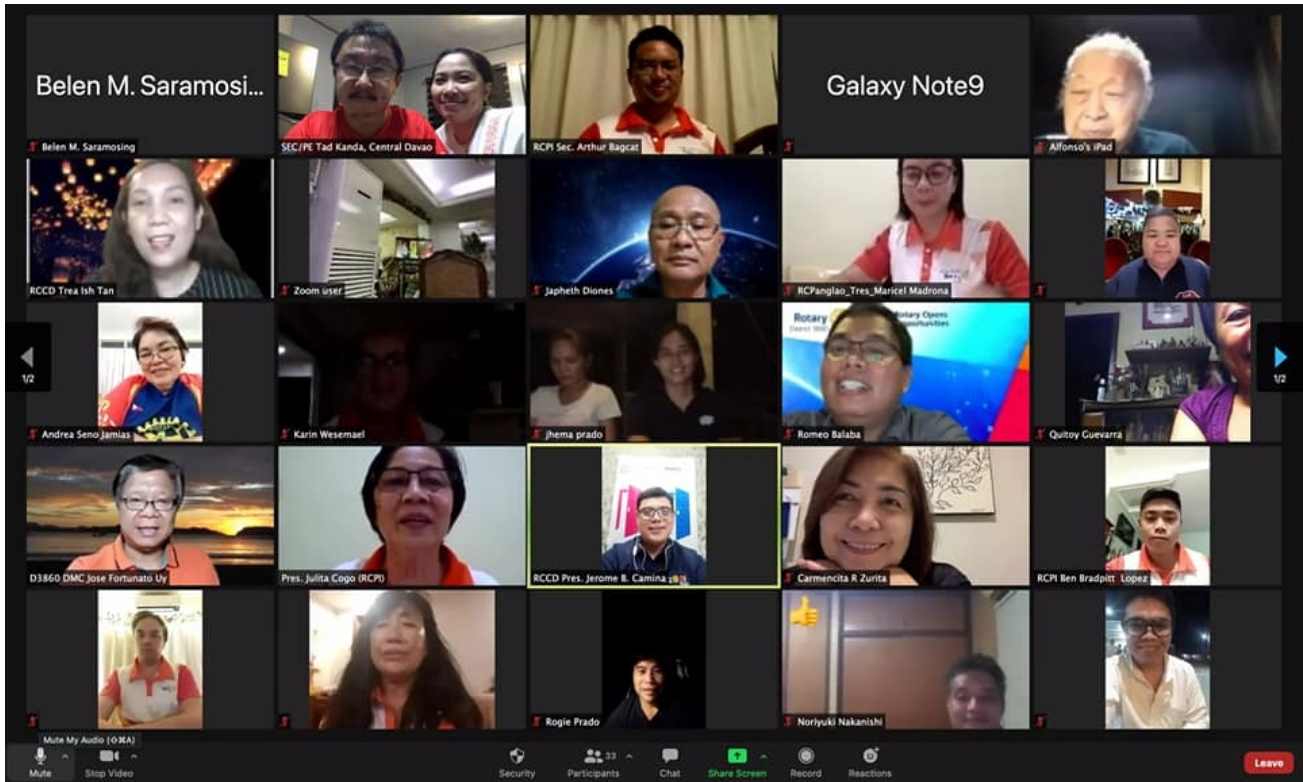 Belen M. Saramosi...
Belen M. Saramosing
SEC/PE Tad Kanda, Central Davao
RCPI Sec. Arthur Bagcat
Galaxy Note9
Alfonso's iPad
RCCD Trea Ish Tan
Zoom user
Japheth Diones
RCPanglao_Tres_Maricel Madrona
1/2
Andrea Seno Jamias
Karin Wesemael
jhema prado
Rotary
Rotary Opens
Opportunities
Romeo Balaba
Quitoy Guevarra
1/2
D3860 DMC Jose Fortunato Uy
Pres. Julita Cogo (RCPI)
RCCD Pres. Jerome B. Camina
Carmencita R Zurita
RCPI Ben Bradpitt Lopez
Rogie Prado
Noriyuki Nakanishi
Mute My Audio (⇧⌘A)
Mute
Stop Video
Security
Participants
33
Chat
Share Screen
Record
Reactions
Leave